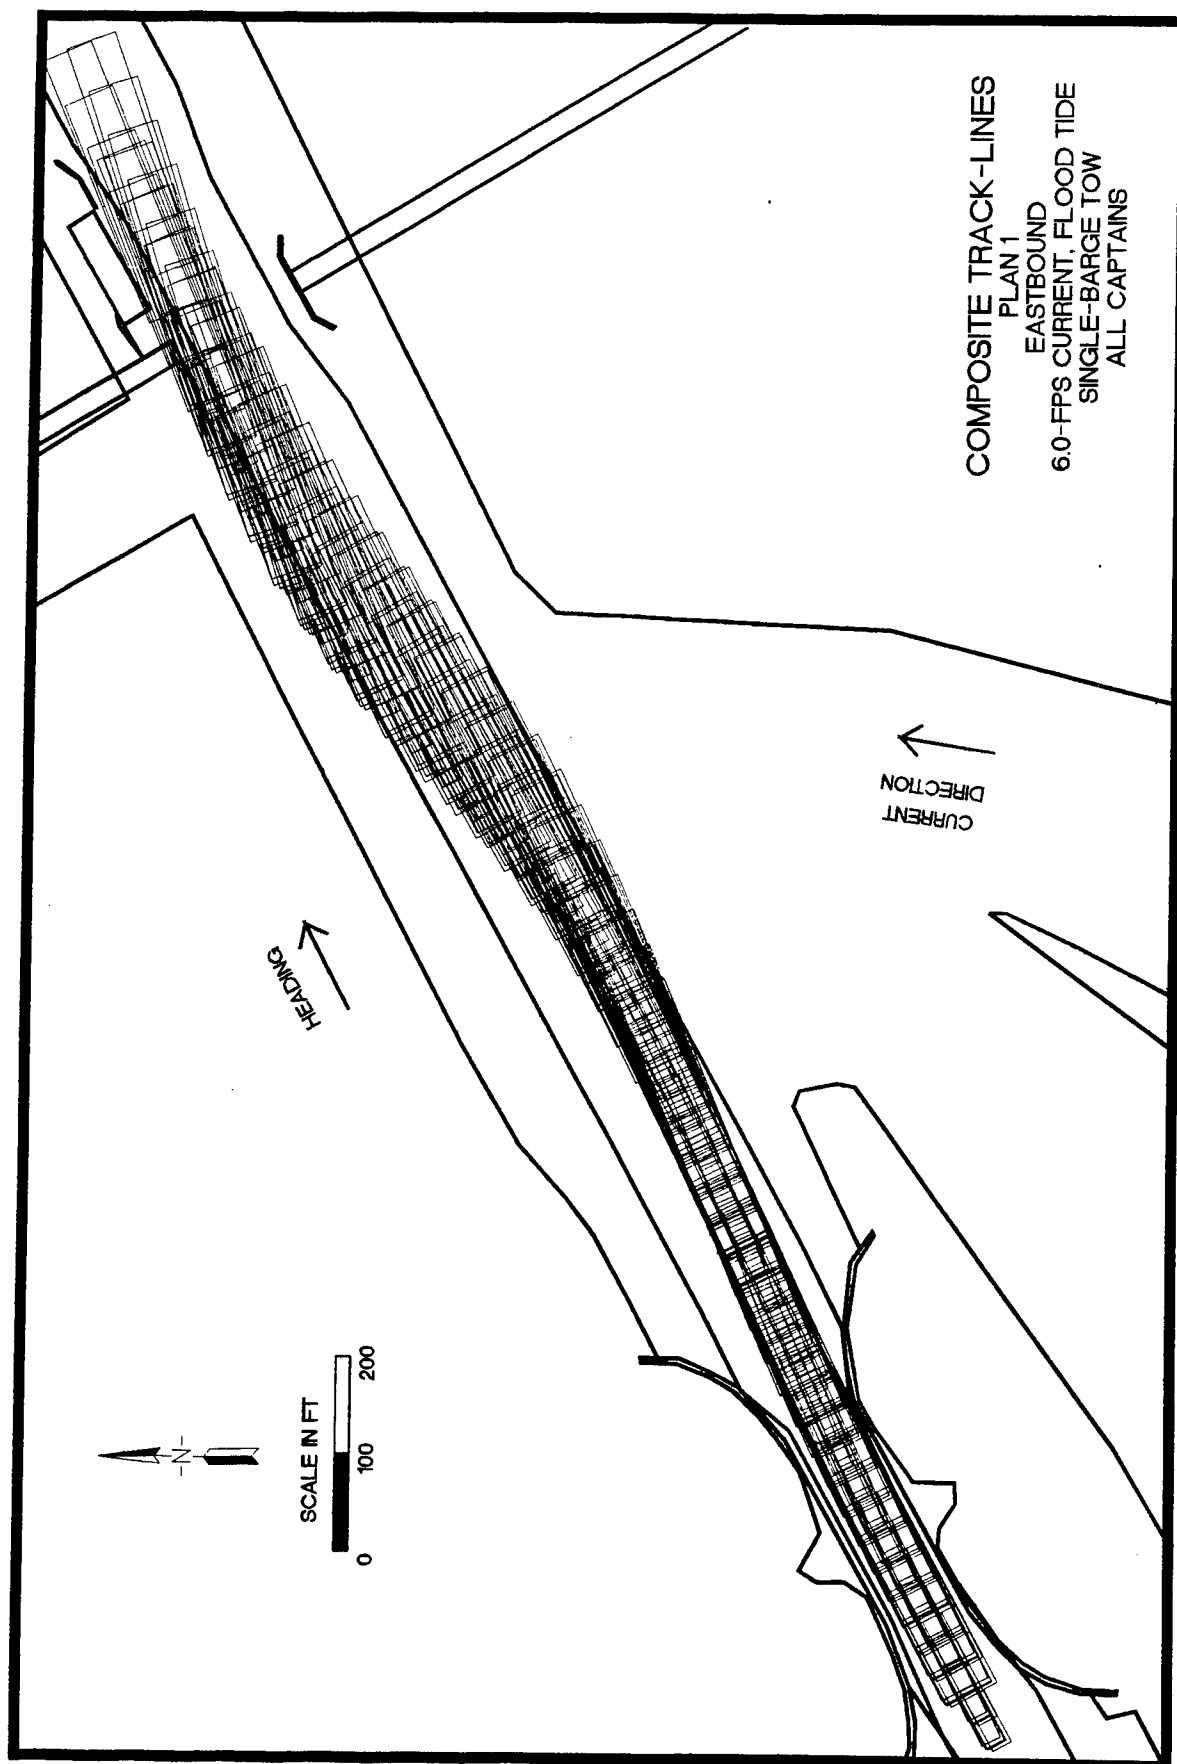 COMPOSITE TRACK-LINES
PLAN 1
EASTBOUND
6.0-FPS CURRENT, FLOOD TIDE
SINGLE-BARGE TOW
ALL CAPTAINS
HEADING
CURRENT
DIRECTION
-N-
SCALE IN FT
0 100 200